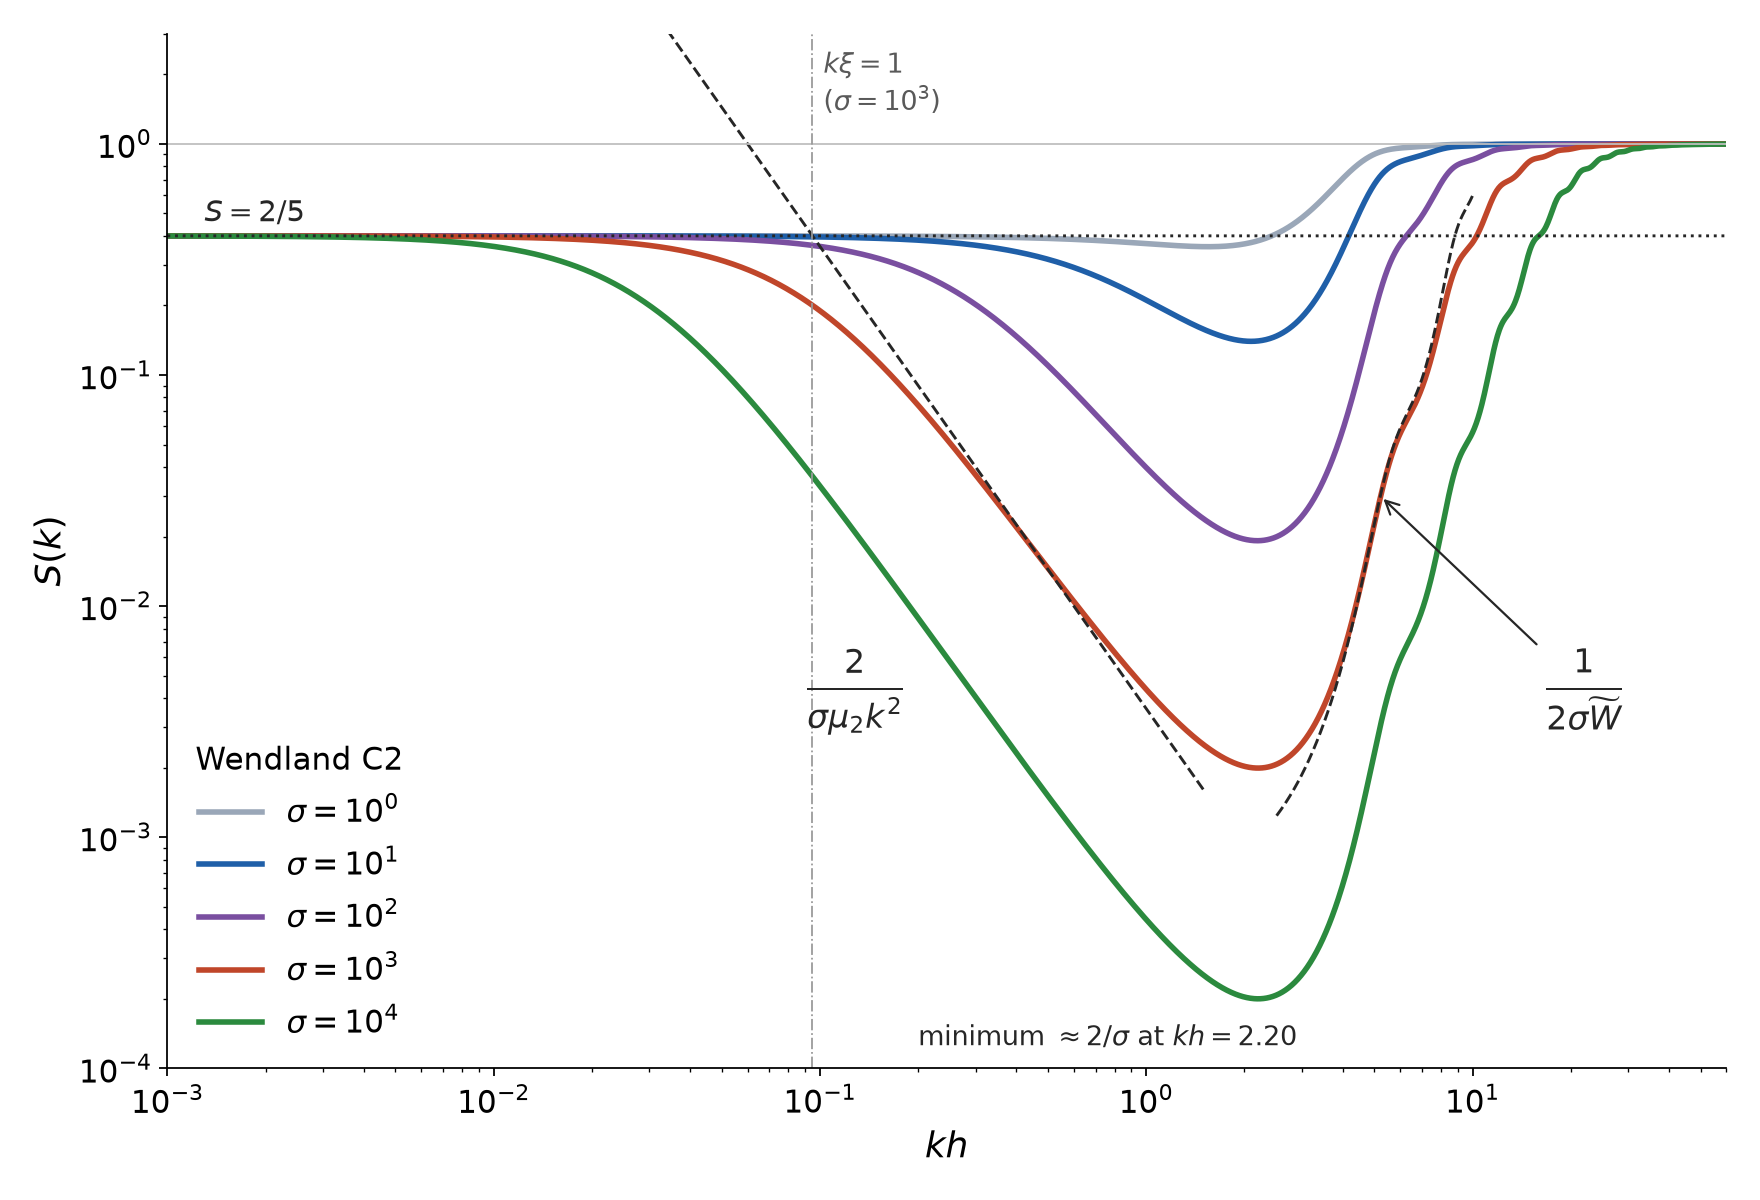 kξ = 1
(σ = 10³)
10⁰
S = 2/5
10⁻¹
S(k)
10⁻²
2
σμ₂k²
1
2σW̃
Wendland C2
σ = 10⁰
σ = 10¹
σ = 10²
σ = 10³
σ = 10⁴
10⁻³
minimum ≈ 2/σ at kh = 2.20
10⁻⁴
10⁻³ 10⁻² 10⁻¹ 10⁰ 10¹
kh